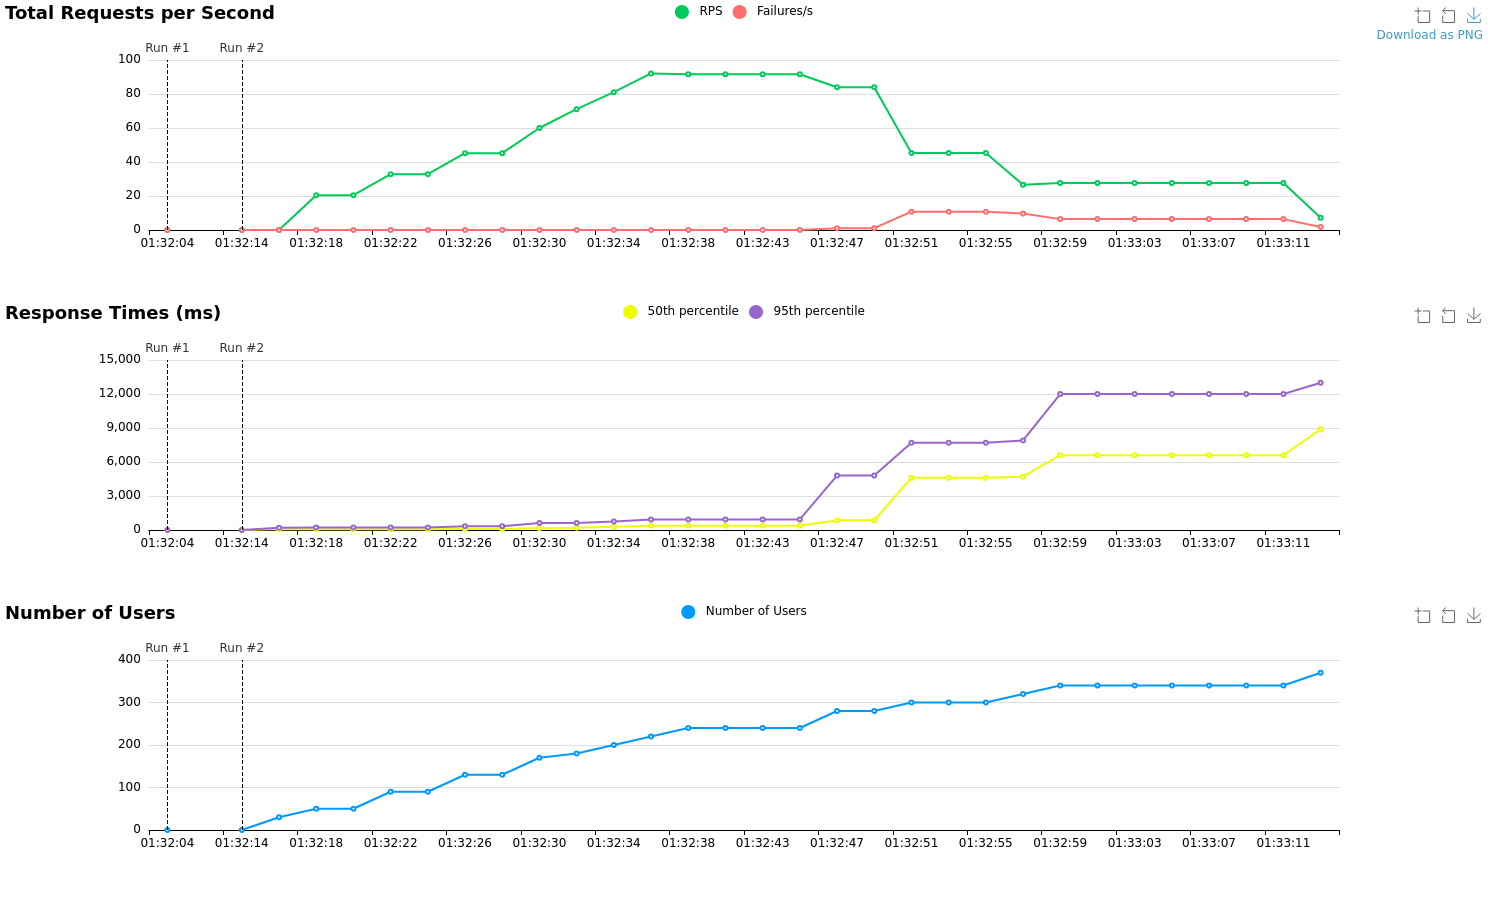 Total Requests per Second
RPS Failures/s
Download as PNG
Run #1 Run #2
100
80
60
40
20
0
01:32:04 01:32:14 01:32:18 01:32:22 01:32:26 01:32:30 01:32:34 01:32:38 01:32:43 01:32:47 01:32:51 01:32:55 01:32:59 01:33:03 01:33:07 01:33:11
Response Times (ms)
50th percentile 95th percentile
Run #1 Run #2
15,000
12,000
9,000
6,000
3,000
0
01:32:04 01:32:14 01:32:18 01:32:22 01:32:26 01:32:30 01:32:34 01:32:38 01:32:43 01:32:47 01:32:51 01:32:55 01:32:59 01:33:03 01:33:07 01:33:11
Number of Users
Number of Users
Run #1 Run #2
400
300
200
100
0
01:32:04 01:32:14 01:32:18 01:32:22 01:32:26 01:32:30 01:32:34 01:32:38 01:32:43 01:32:47 01:32:51 01:32:55 01:32:59 01:33:03 01:33:07 01:33:11